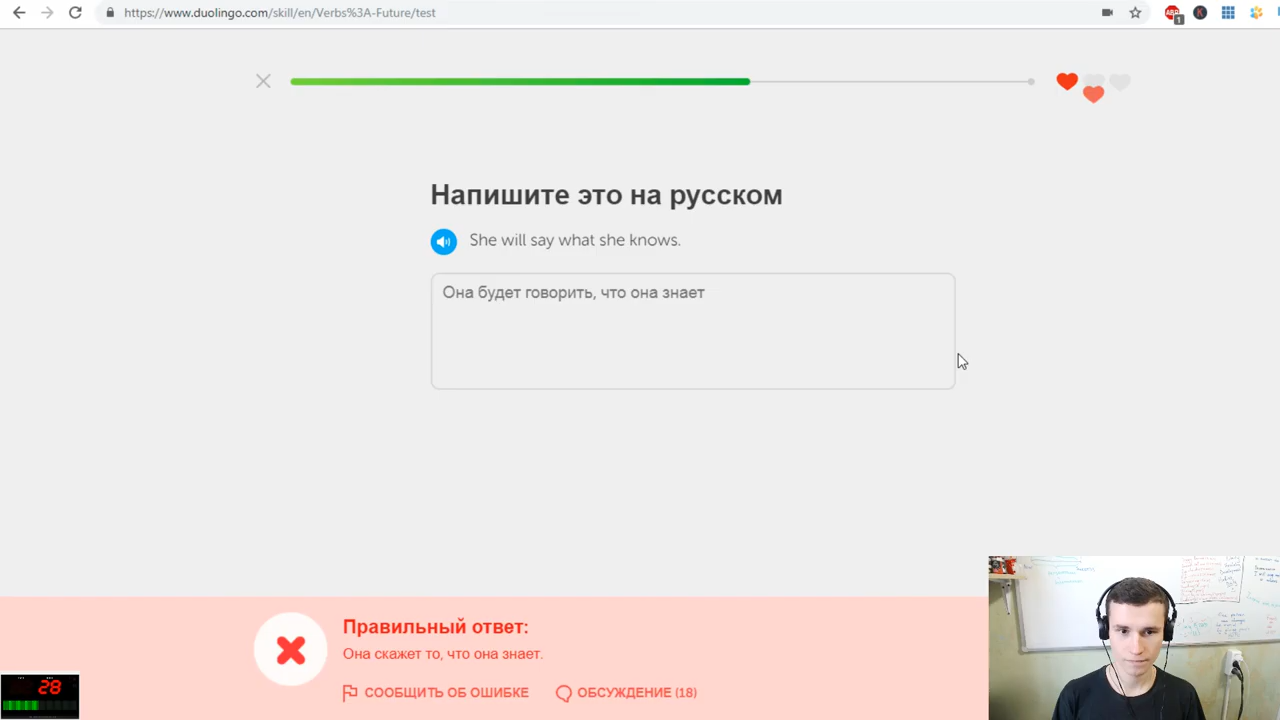 https://www.duolingo.com/skill/en/Verbs%3A-Future/test
ABP
1
K
Напишите это на русском
She will say what she knows.
Она будет говорить, что она знает
Правильный ответ:
Она скажет то, что она знает.
СООБЩИТЬ ОБ ОШИБКЕ
ОБСУЖДЕНИЕ (18)
28